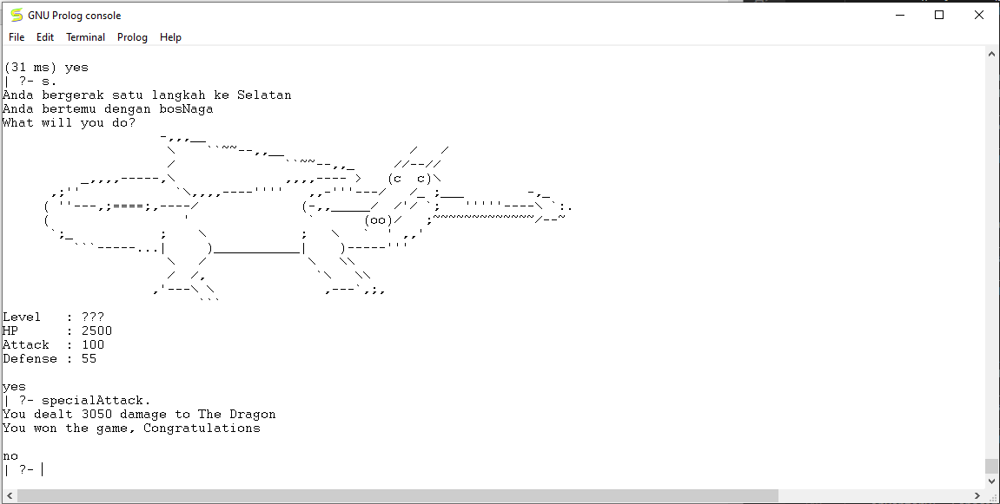 GNU Prolog console
File Edit Terminal Prolog Help
(31 ms) yes
| ?- s.
Anda bergerak satu langkah ke Selatan
Anda bertemu dengan bosNaga
What will you do?
(c c)
(oo)
Level : ???
HP : 2500
Attack : 100
Defense : 55
yes
| ?- specialAttack.
You dealt 3050 damage to The Dragon
You won the game, Congratulations
no
| ?-